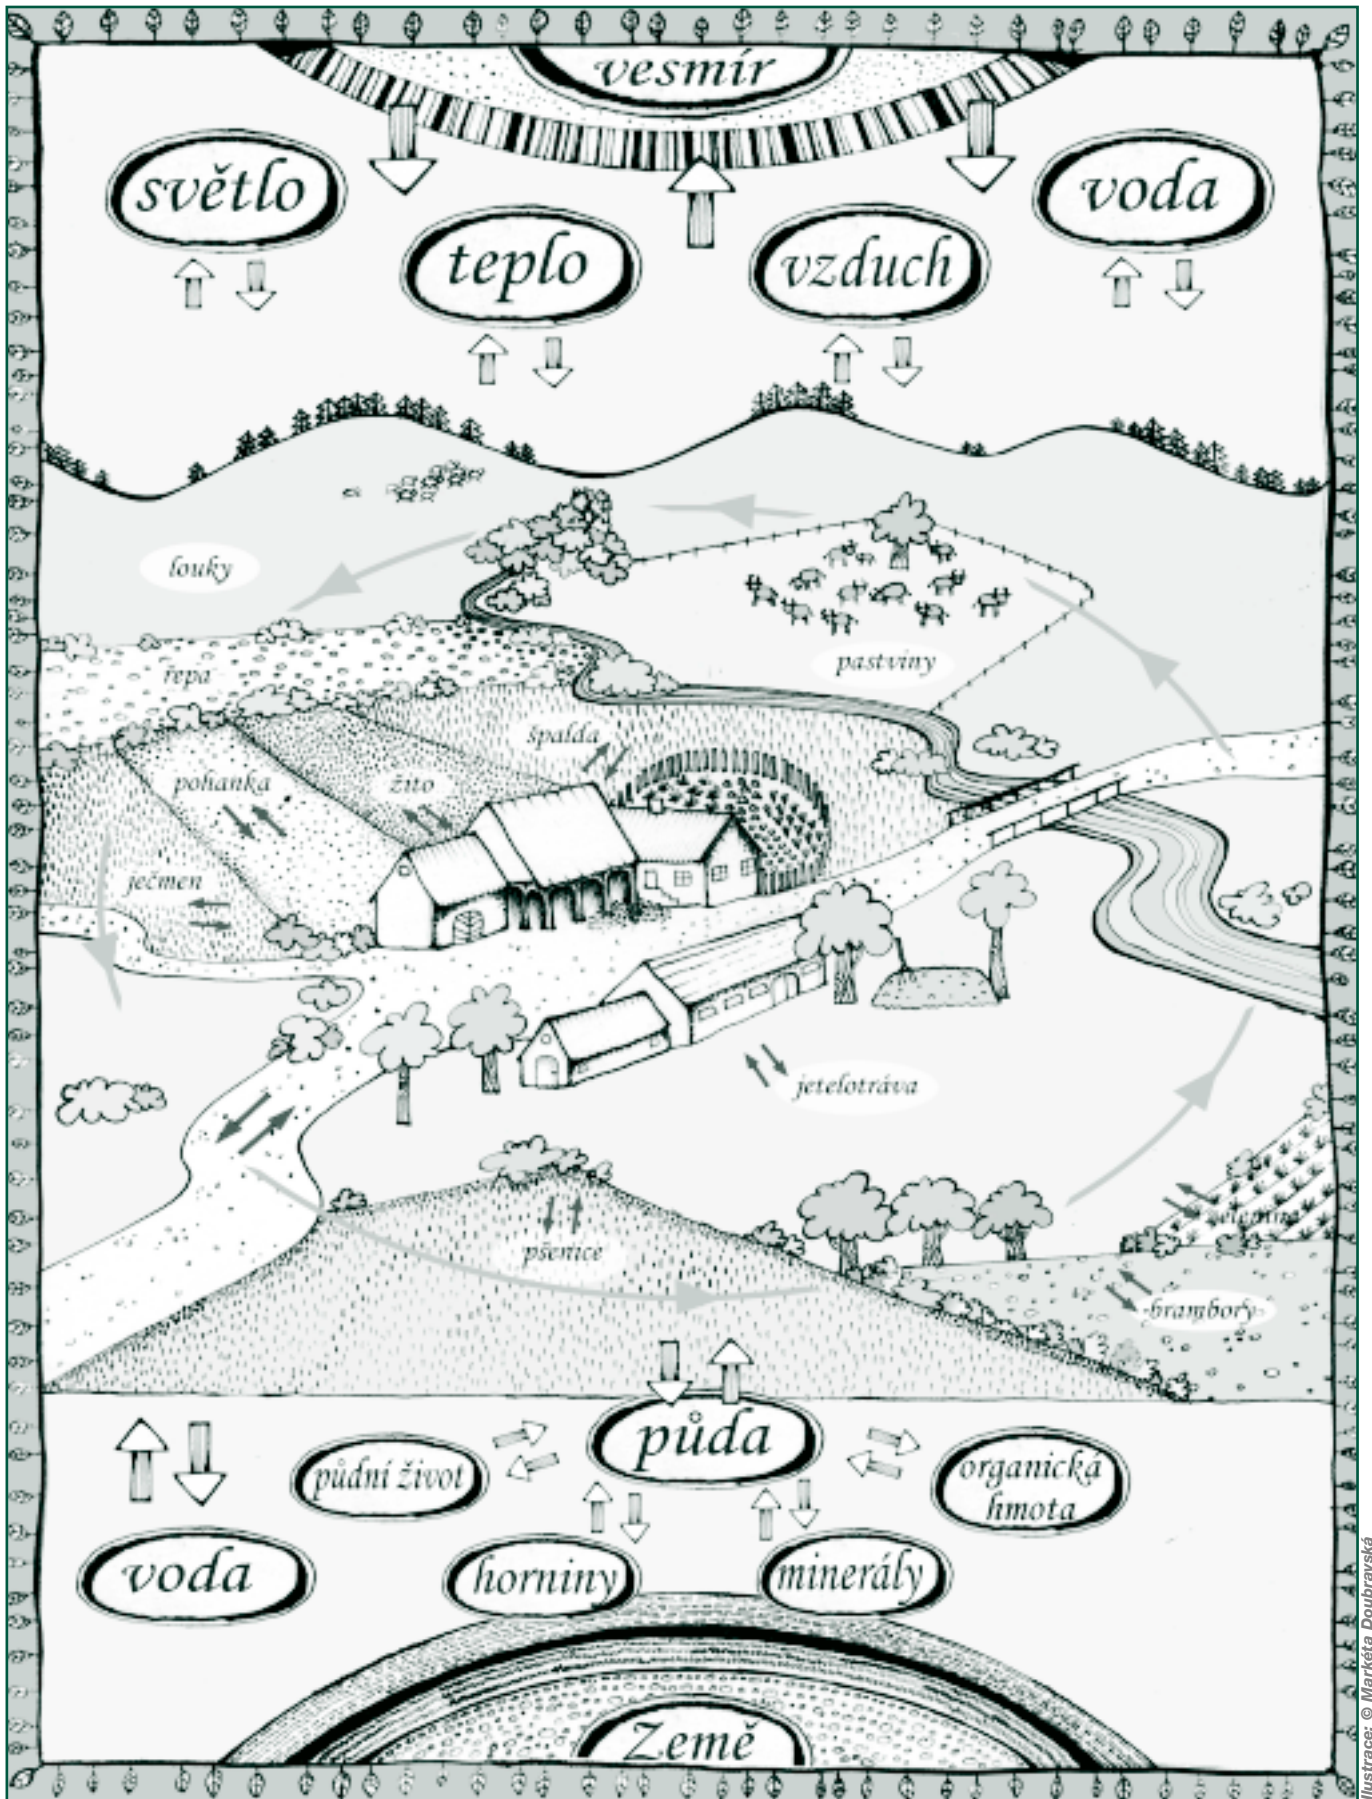 vesmír
světlo
voda
teplo
vzduch
louky
pastviny
řepa
špalda
pohanka
žito
ječmen
jetelotráva
zelenina
pšenice
brambory
půda
půdní život
organická
hmota
voda
horniny
minerály
Země
Ilustrace: © Markéta Doubravská